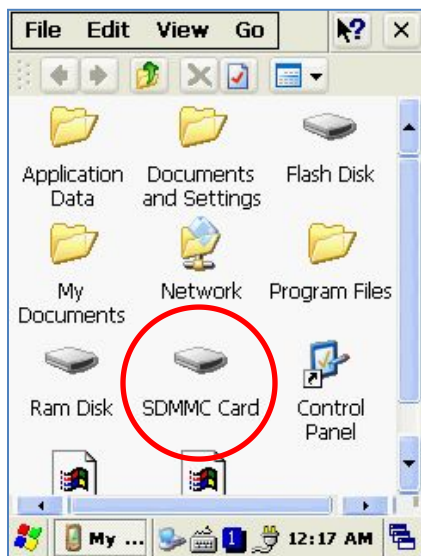 File Edit View Go
?
Application Data
Documents and Settings
Flash Disk
My Documents
Network
Program Files
Ram Disk
SDMMC Card
Control Panel
My ...
1
12:17 AM